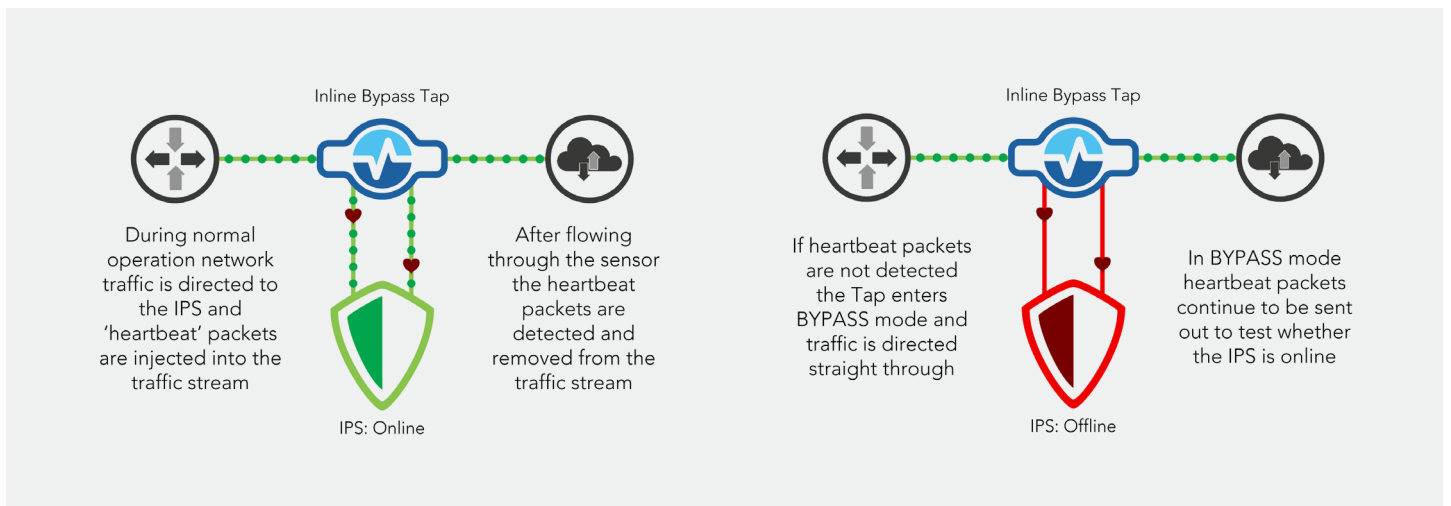 Inline Bypass Tap
During normal
operation network
traffic is directed to
the IPS and
‘heartbeat’ packets
are injected into the
traffic stream
After flowing
through the sensor
the heartbeat
packets are
detected and
removed from the
traffic stream
IPS: Online
Inline Bypass Tap
If heartbeat packets
are not detected
the Tap enters
BYPASS mode and
traffic is directed
straight through
In BYPASS mode
heartbeat packets
continue to be sent
out to test whether
the IPS is online
IPS: Offline